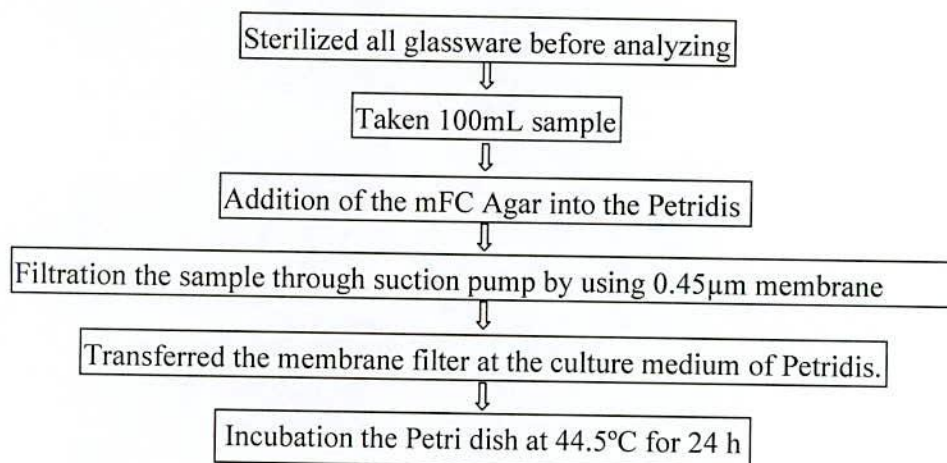 Sterilized all glassware before analyzing
Taken 100mL sample
Addition of the mFC Agar into the Petridis
Filtration the sample through suction pump by using 0.45µm membrane
Transferred the membrane filter at the culture medium of Petridis.
Incubation the Petri dish at 44.5ºC for 24 h